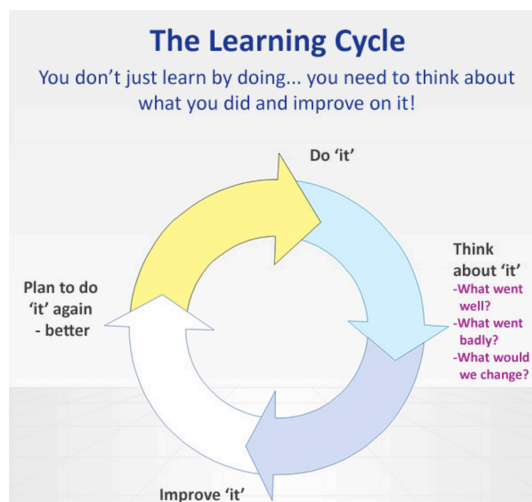 The Learning Cycle
You don’t just learn by doing... you need to think about
what you did and improve on it!
Do ‘it’
Think
about ‘it’
-What went
well?
-What went
badly?
-What would
we change?
Plan to do
‘it’ again
- better
Improve ‘it’